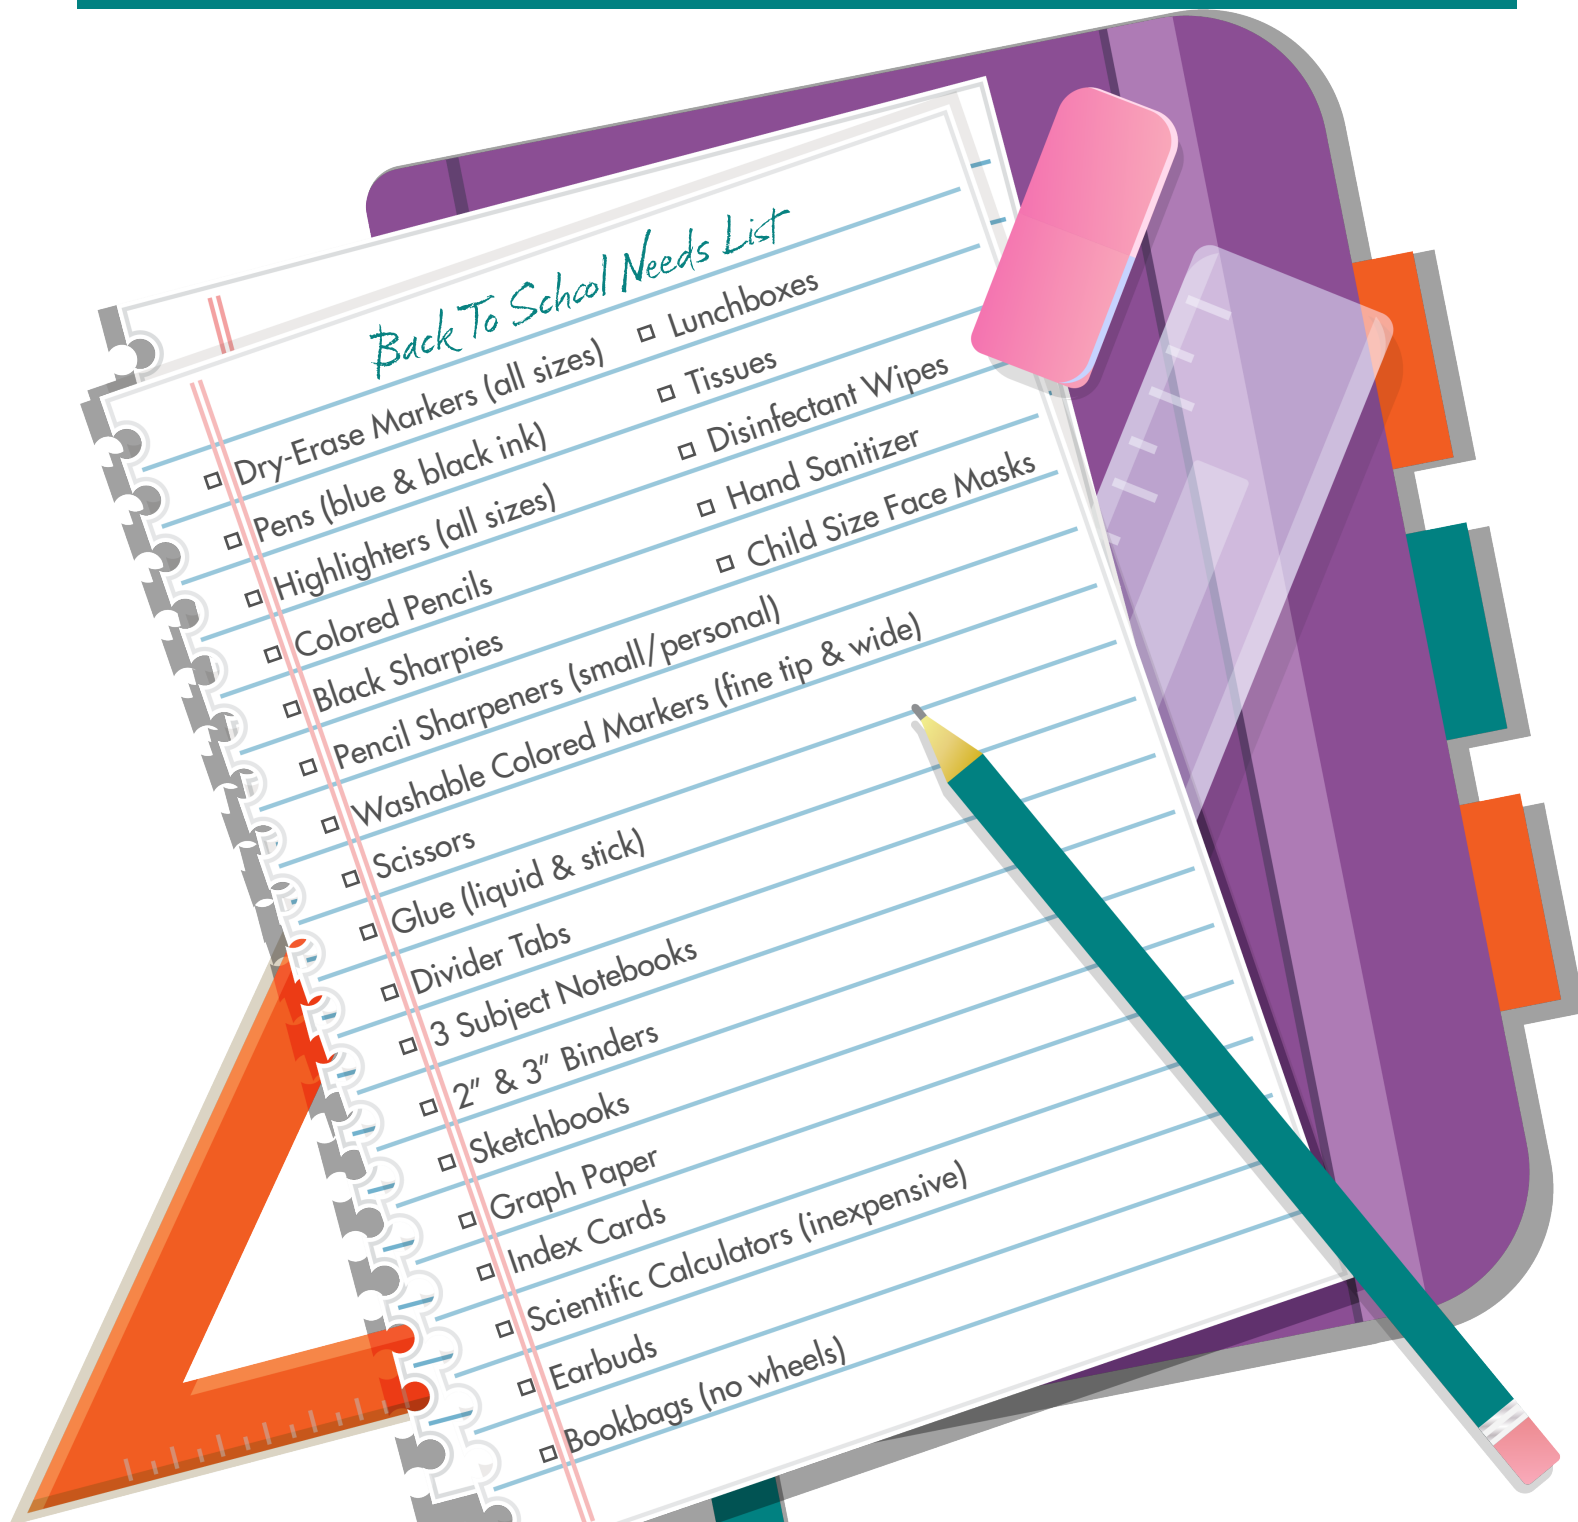 Back To School Needs List
☐ Dry-Erase Markers (all sizes)
☐ Pens (blue & black ink)
☐ Highlighters (all sizes)
☐ Colored Pencils
☐ Black Sharpies
☐ Pencil Sharpeners (small/personal)
☐ Washable Colored Markers (fine tip & wide)
☐ Scissors
☐ Glue (liquid & stick)
☐ Divider Tabs
☐ 3 Subject Notebooks
☐ 2” & 3” Binders
☐ Sketchbooks
☐ Graph Paper
☐ Index Cards
☐ Scientific Calculators (inexpensive)
☐ Earbuds
☐ Bookbags (no wheels)
☐ Lunchboxes
☐ Tissues
☐ Disinfectant Wipes
☐ Hand Sanitizer
☐ Child Size Face Masks